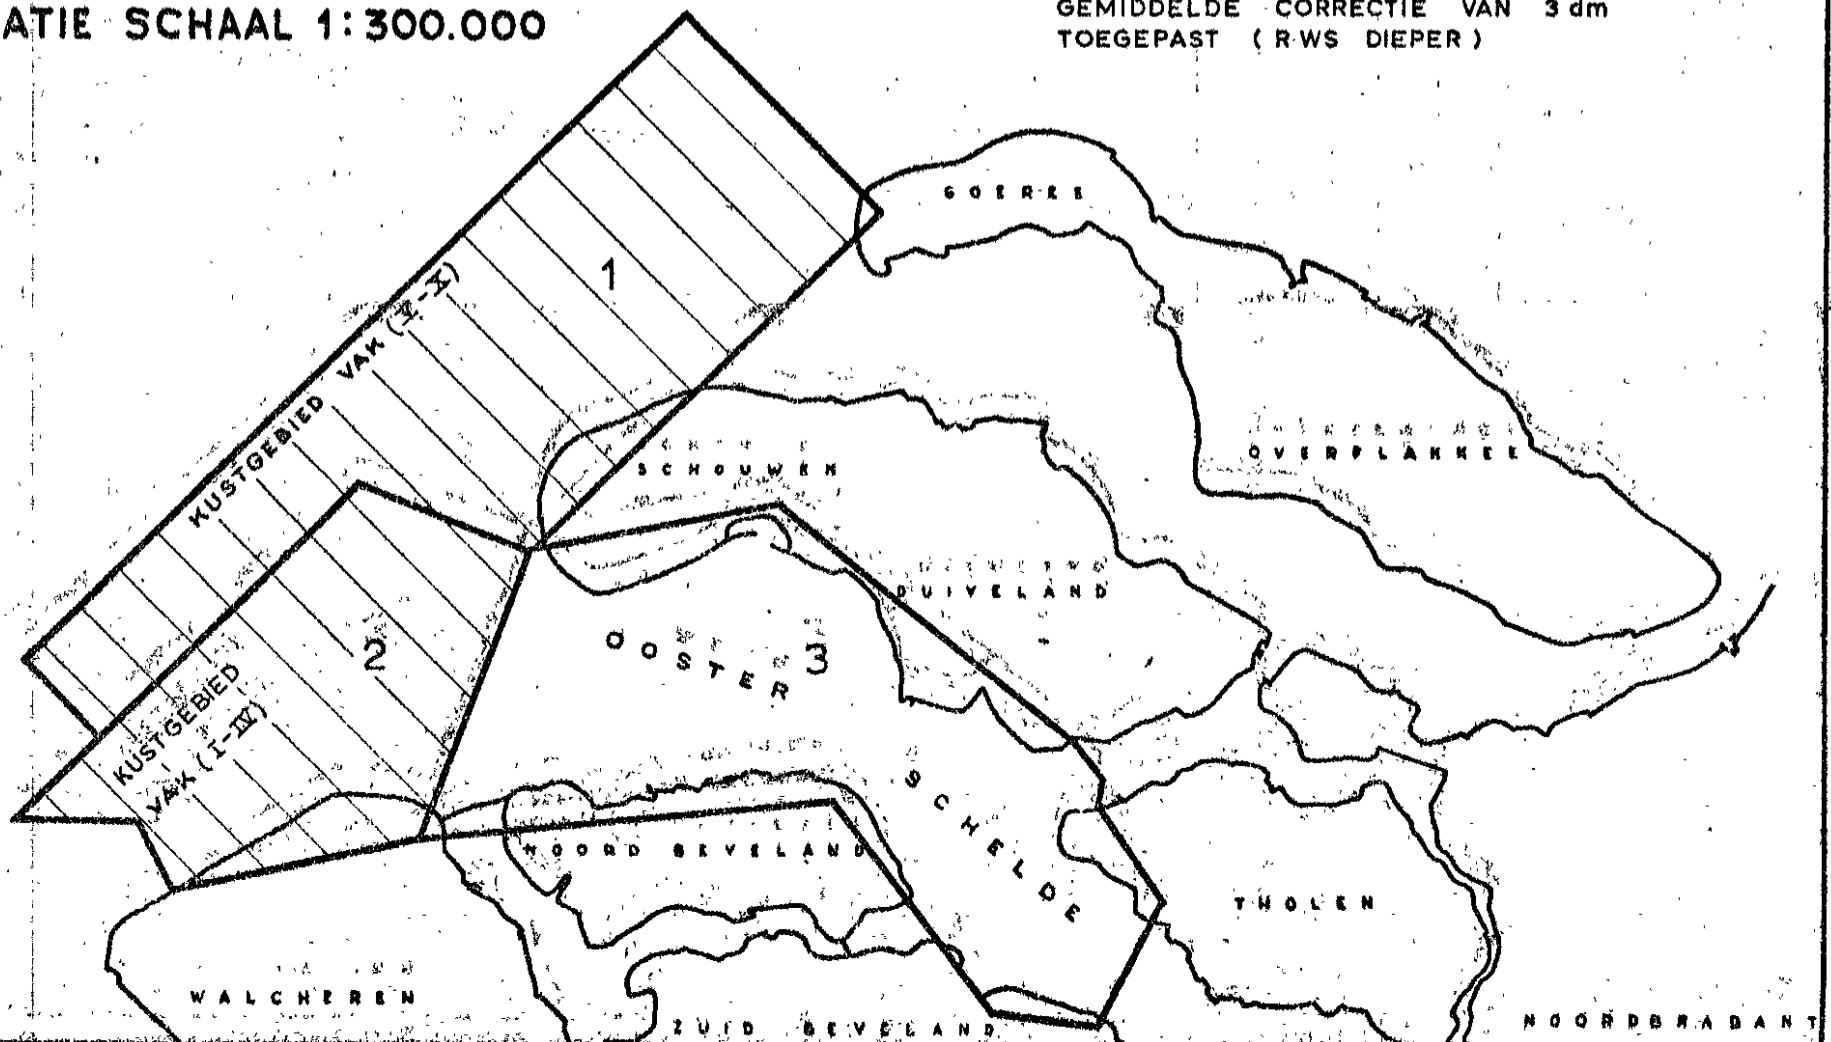 ATIE SCHAAL 1:300.000
GEMIDDELDE CORRECTIE VAN 3 dm
TOEGEPAST (RWS DIEPER)
GOEREE
1
KUSTGEBIED VAK (V-X)
OVERFLAKKEE
SCHOUWEN
DUIVELAND
2
OOSTER
3
KUSTGEBIED
VAK (I-IV)
SCHELDE
NOORD BEVELAND
THOLEN
WALCHEREN
ZUID BEVELAND
NOORDBRABANT